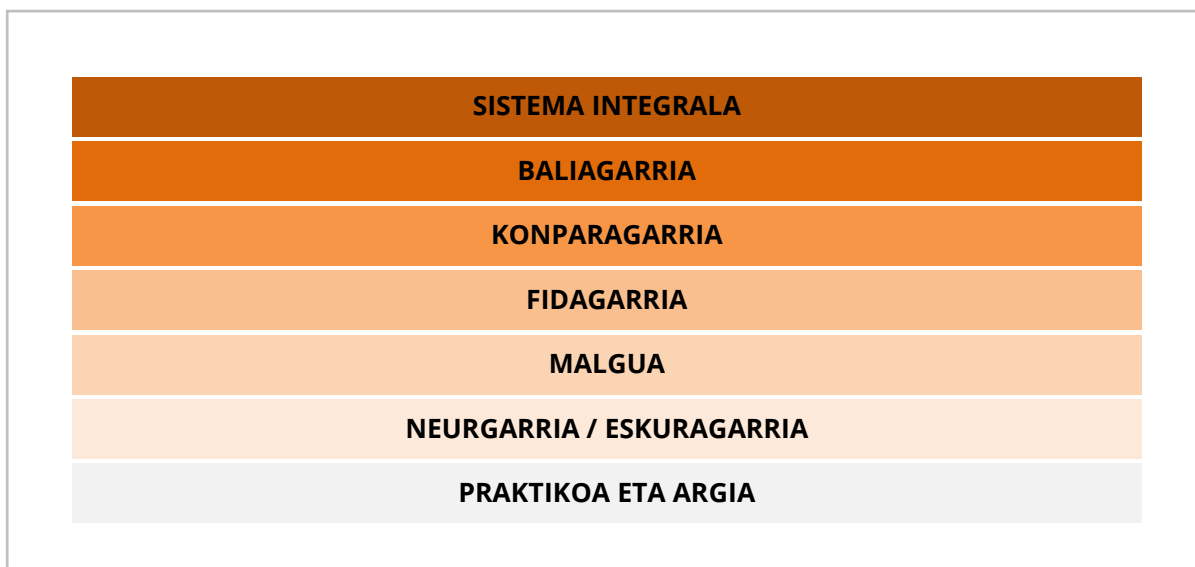 SISTEMA INTEGRALA
BALIAGARRIA
KONPARAGARRIA
FIDAGARRIA
MALGUA
NEURGARRIA / ESKURAGARRIA
PRAKTIKOA ETA ARGIA